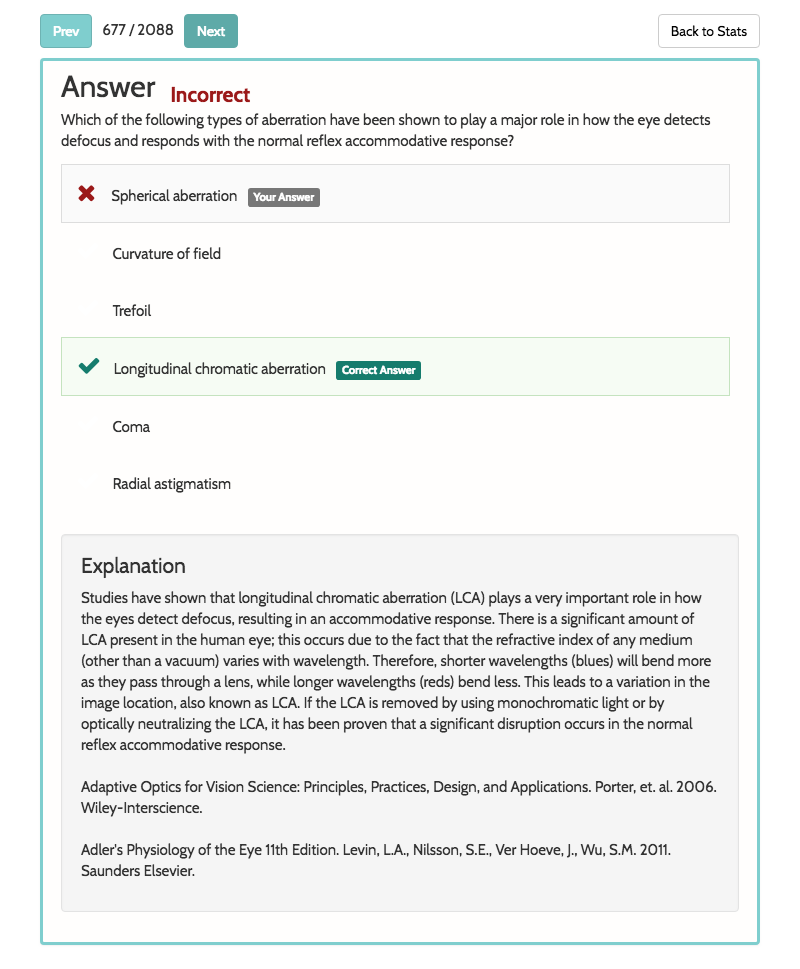 Prev 677 / 2088 Next Back to Stats
Answer Incorrect
Which of the following types of aberration have been shown to play a major role in how the eye detects
defocus and responds with the normal reflex accommodative response?
Spherical aberration Your Answer
Curvature of field
Trefoil
Longitudinal chromatic aberration Correct Answer
Coma
Radial astigmatism
Explanation
Studies have shown that longitudinal chromatic aberration (LCA) plays a very important role in how
the eyes detect defocus, resulting in an accommodative response. There is a significant amount of
LCA present in the human eye; this occurs due to the fact that the refractive index of any medium
(other than a vacuum) varies with wavelength. Therefore, shorter wavelengths (blues) will bend more
as they pass through a lens, while longer wavelengths (reds) bend less. This leads to a variation in the
image location, also known as LCA. If the LCA is removed by using monochromatic light or by
optically neutralizing the LCA, it has been proven that a significant disruption occurs in the normal
reflex accommodative response.
Adaptive Optics for Vision Science: Principles, Practices, Design, and Applications. Porter, et. al. 2006.
Wiley-Interscience.
Adler's Physiology of the Eye 11th Edition. Levin, L.A., Nilsson, S.E., Ver Hoeve, J., Wu, S.M. 2011.
Saunders Elsevier.